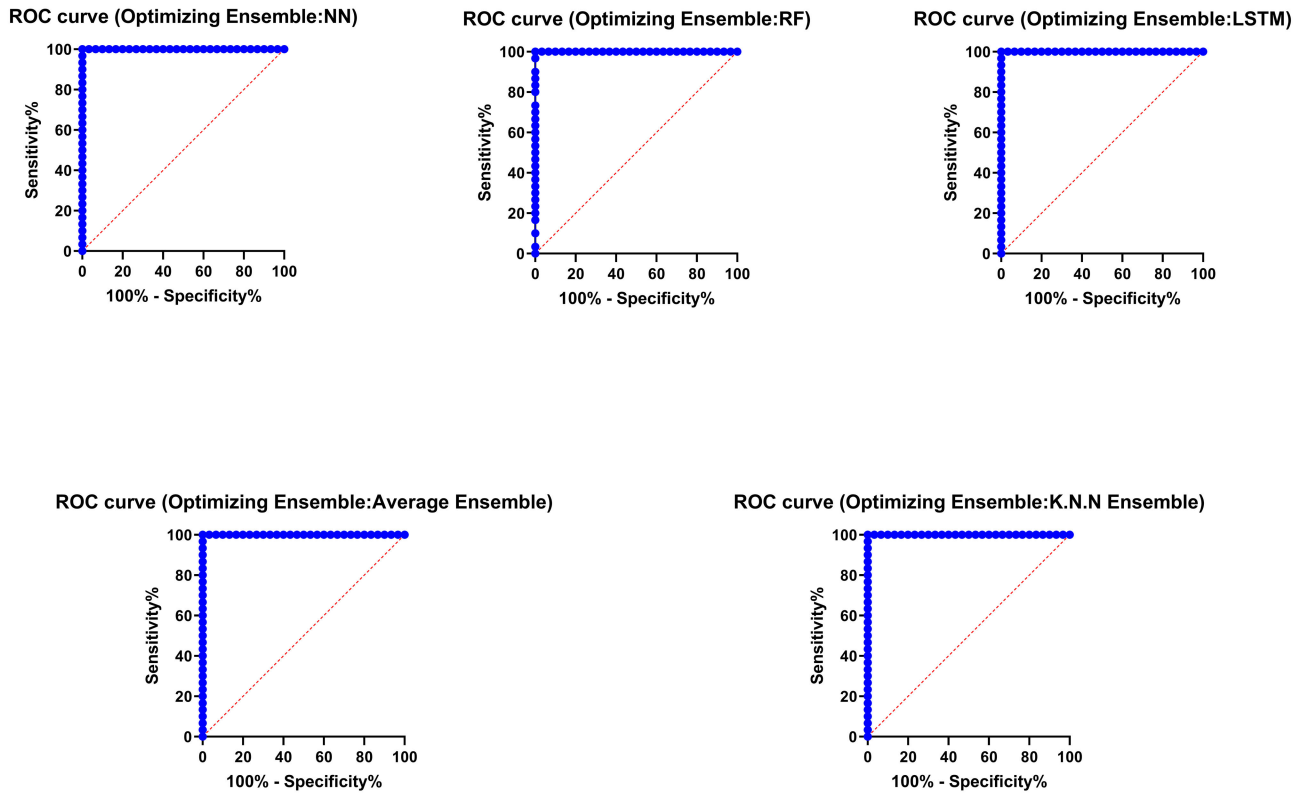 ROC curve (Optimizing Ensemble:NN)
100
80
60
40
20
0
Sensitivity%
0 20 40 60 80 100
100% - Specificity%
ROC curve (Optimizing Ensemble:RF)
100
80
60
40
20
0
Sensitivity%
0 20 40 60 80 100
100% - Specificity%
ROC curve (Optimizing Ensemble:LSTM)
100
80
60
40
20
0
Sensitivity%
0 20 40 60 80 100
100% - Specificity%
ROC curve (Optimizing Ensemble:Average Ensemble)
100
80
60
40
20
0
Sensitivity%
0 20 40 60 80 100
100% - Specificity%
ROC curve (Optimizing Ensemble:K.N.N Ensemble)
100
80
60
40
20
0
Sensitivity%
0 20 40 60 80 100
100% - Specificity%